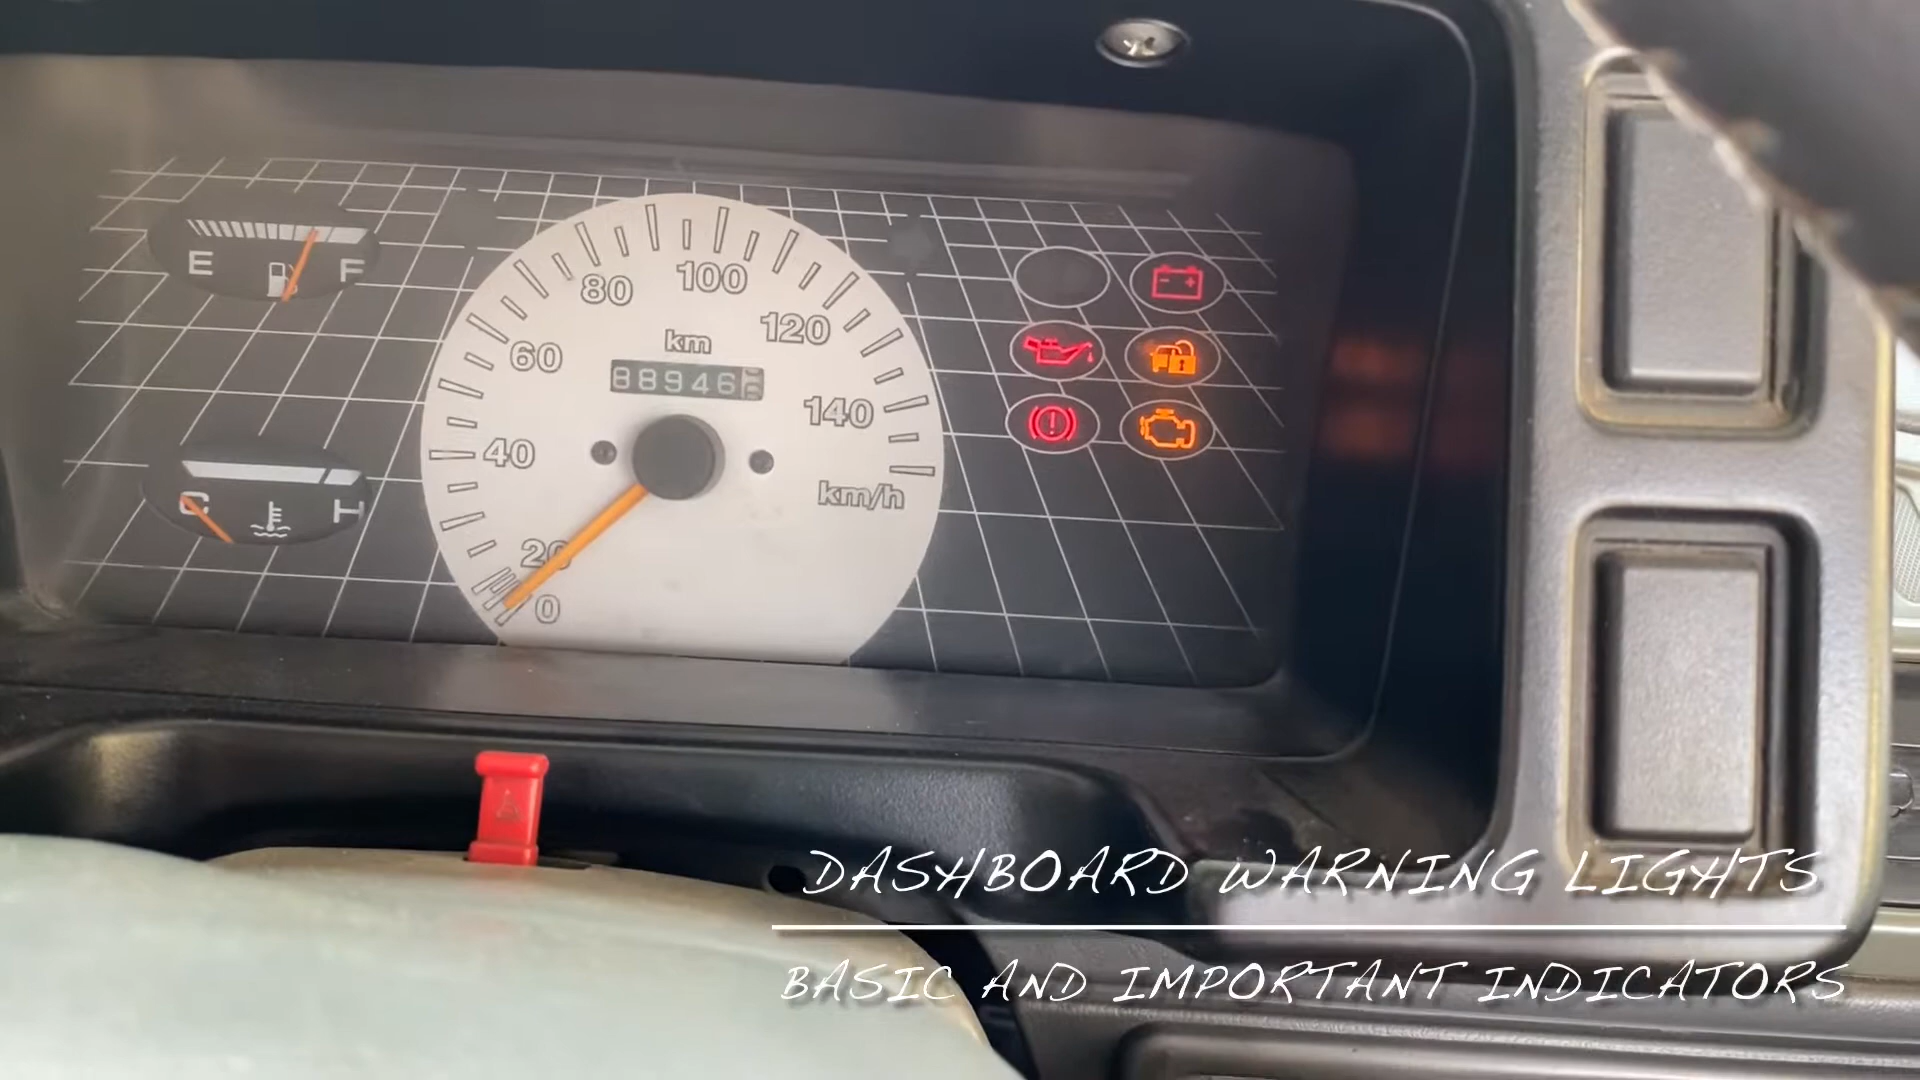 E F
80 100
120
km
60
88946
140
40
km/h
C H
20
0
DASHBOARD WARNING LIGHTS
BASIC AND IMPORTANT INDICATORS